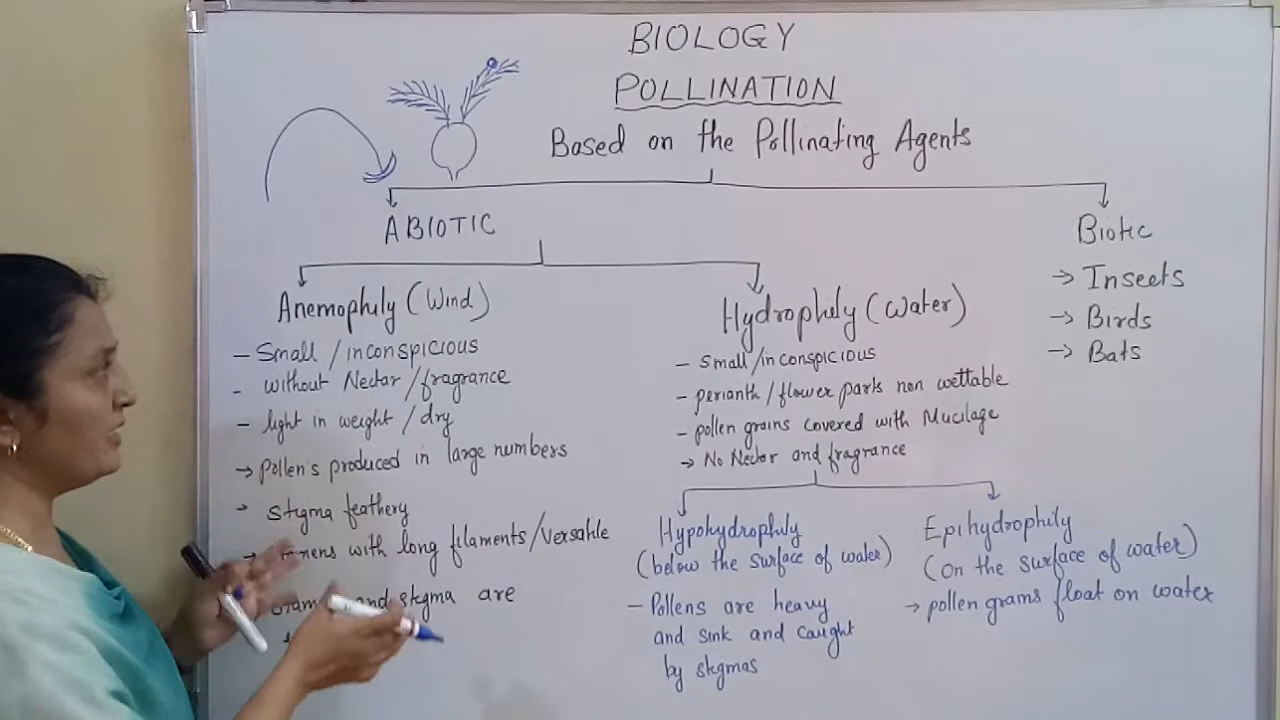 BIOLOGY
POLLINATION
Based on the Pollinating Agents
ABIOTIC
Anemophily (Wind)
- Small / inconspicious
- without Nectar / fragrance
- light in weight / dry
→ pollen's produced in large numbers
- stigma feathery
with long filaments / versatile
and stigma are
Hydrophily (Water)
- small / inconspicious
- perianth / flower parts non wettable
- pollen grains covered with Mucilage
→ No Nectar and fragrance
Hypohydrophily
(below the surface of water)
- Pollens are heavy
and sink and caught
by stigmas
Epihydrophily
(on the surface of water)
→ pollen grains float on water
Biotic
→ Insects
→ Birds
→ Bats